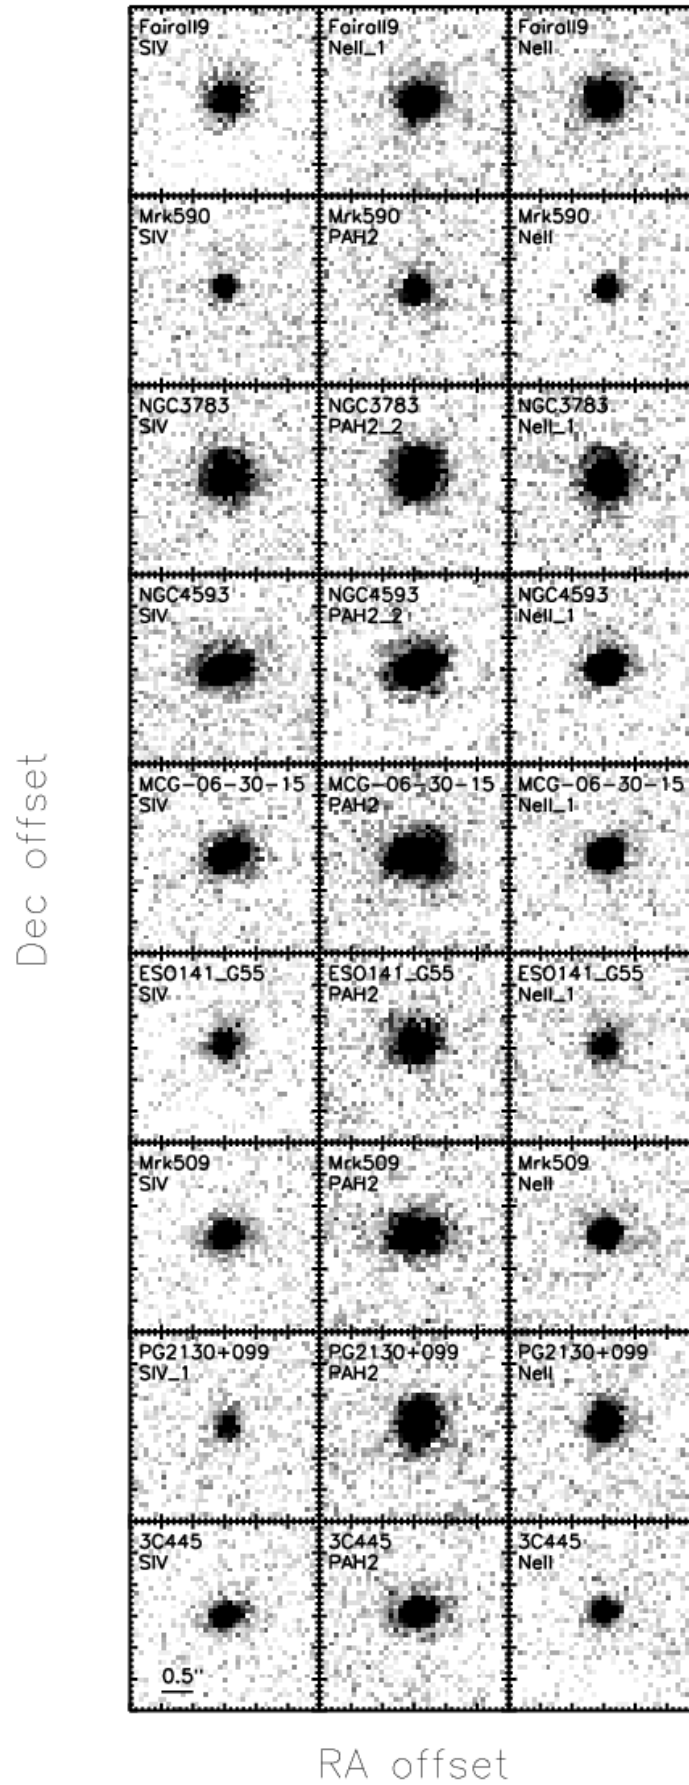 Fairall9
SIV
Fairall9
NeII_1
Fairall9
NeII
Mrk590
SIV
Mrk590
PAH2
Mrk590
NeII
NGC3783
SIV
NGC3783
PAH2_2
NGC3783
NeII_1
NGC4593
SIV
NGC4593
PAH2_2
NGC4593
NeII_1
MCG-06-30-15
SIV
MCG-06-30-15
PAH2
MCG-06-30-15
NeII_1
ESO141_G55
SIV
ESO141_G55
PAH2
ESO141_G55
NeII_1
Mrk509
SIV
Mrk509
PAH2
Mrk509
NeII
PG2130+099
SIV_1
PG2130+099
PAH2
PG2130+099
NeII
3C445
SIV
3C445
PAH2
3C445
NeII
0.5"
Dec offset
RA offset